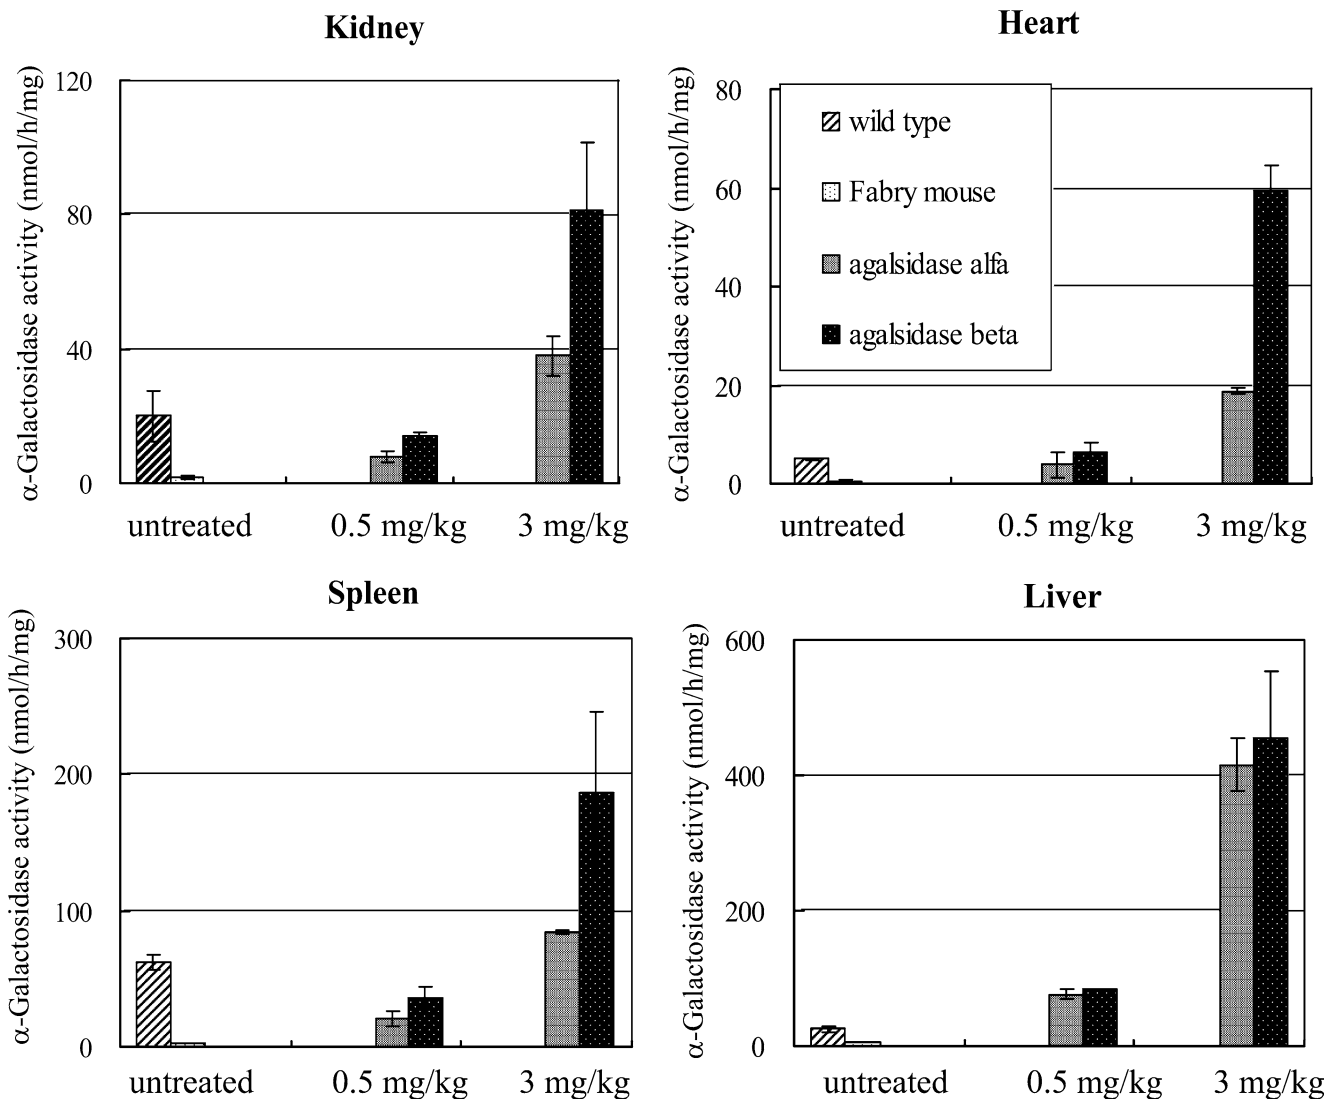 Kidney
α-Galactosidase activity (nmol/h/mg)
120
80
40
0
untreated
0.5 mg/kg
3 mg/kg
Heart
α-Galactosidase activity (nmol/h/mg)
80
60
40
20
0
wild type
Fabry mouse
agalsidase alfa
agalsidase beta
untreated
0.5 mg/kg
3 mg/kg
Spleen
α-Galactosidase activity (nmol/h/mg)
300
200
100
0
untreated
0.5 mg/kg
3 mg/kg
Liver
α-Galactosidase activity (nmol/h/mg)
600
400
200
0
untreated
0.5 mg/kg
3 mg/kg